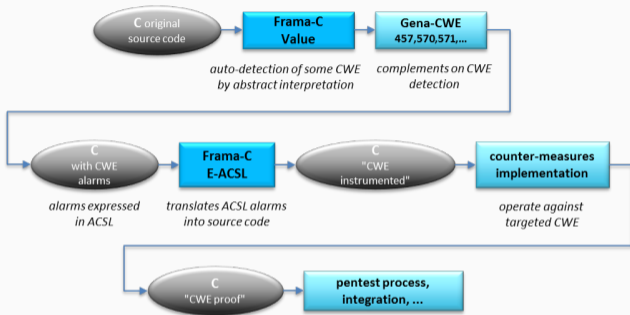 C original
source code
Frama-C
Value
Gena-CWE
457,570,571,...
auto-detection of some CWE
by abstract interpretation
complements on CWE
detection
C
with CWE
alarms
Frama-C
E-ACSL
C
"CWE
instrumented"
counter-measures
implementation
alarms expressed
in ACSL
translates ACSL alarms
into source code
operate against
targeted CWE
C
"CWE proof"
pentest process,
integration, ...